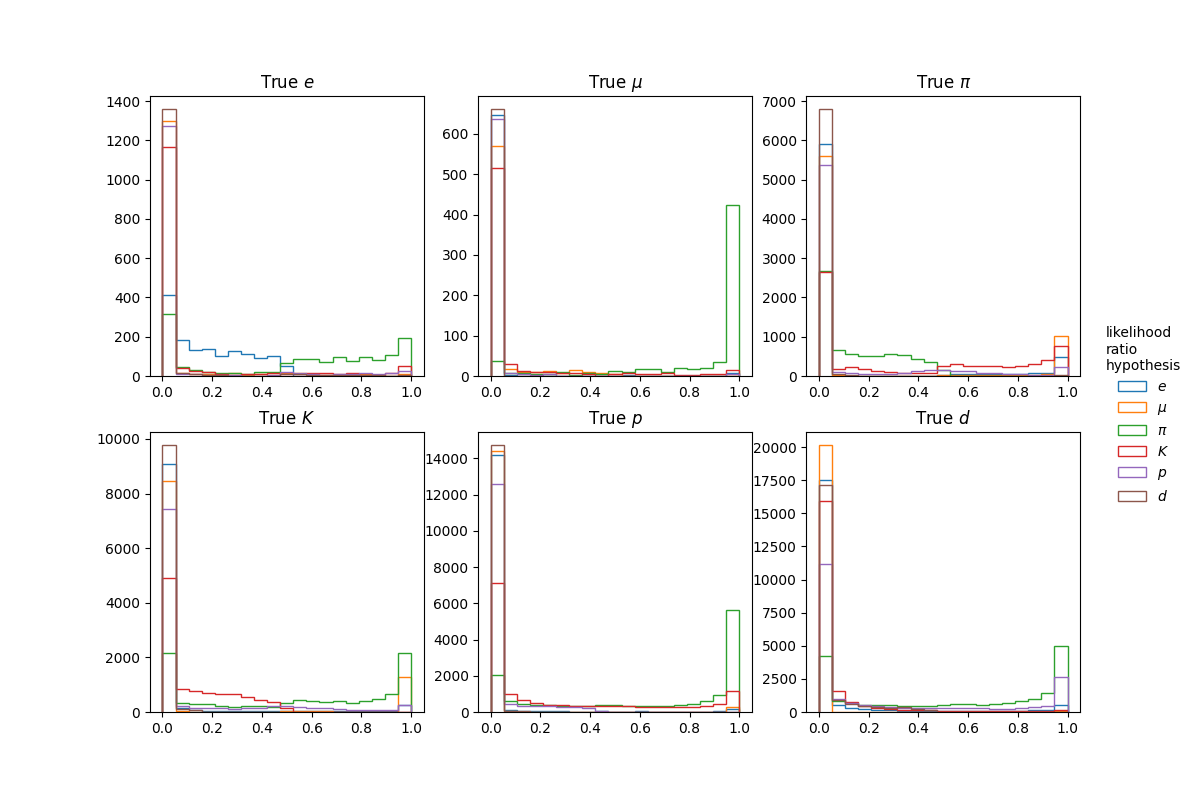 True e
True μ
True π
1400
1200
1000
800
600
400
200
0
0.0 0.2 0.4 0.6 0.8 1.0
600
500
400
300
200
100
0
0.0 0.2 0.4 0.6 0.8 1.0
7000
6000
5000
4000
3000
2000
1000
0
0.0 0.2 0.4 0.6 0.8 1.0
True K
True p
True d
10000
8000
6000
4000
2000
0
0.0 0.2 0.4 0.6 0.8 1.0
14000
12000
10000
8000
6000
4000
2000
0
0.0 0.2 0.4 0.6 0.8 1.0
20000
17500
15000
12500
10000
7500
5000
2500
0
0.0 0.2 0.4 0.6 0.8 1.0
likelihood
ratio
hypothesis
e
μ
π
K
p
d